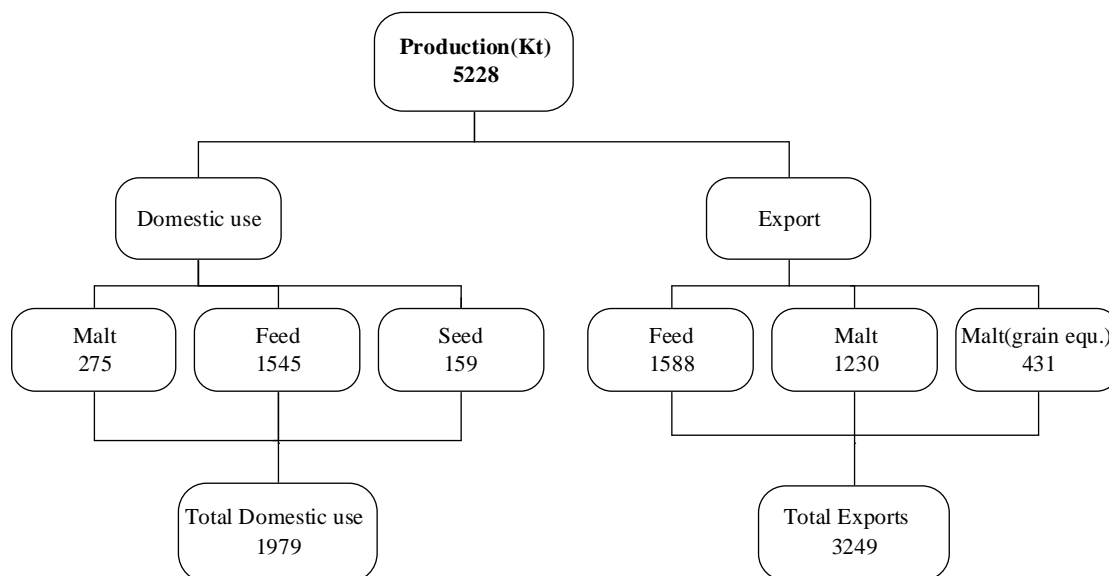 Production(Kt)
5228
Domestic use
Export
Malt
275
Feed
1545
Seed
159
Feed
1588
Malt
1230
Malt(grain equ.)
431
Total Domestic use
1979
Total Exports
3249